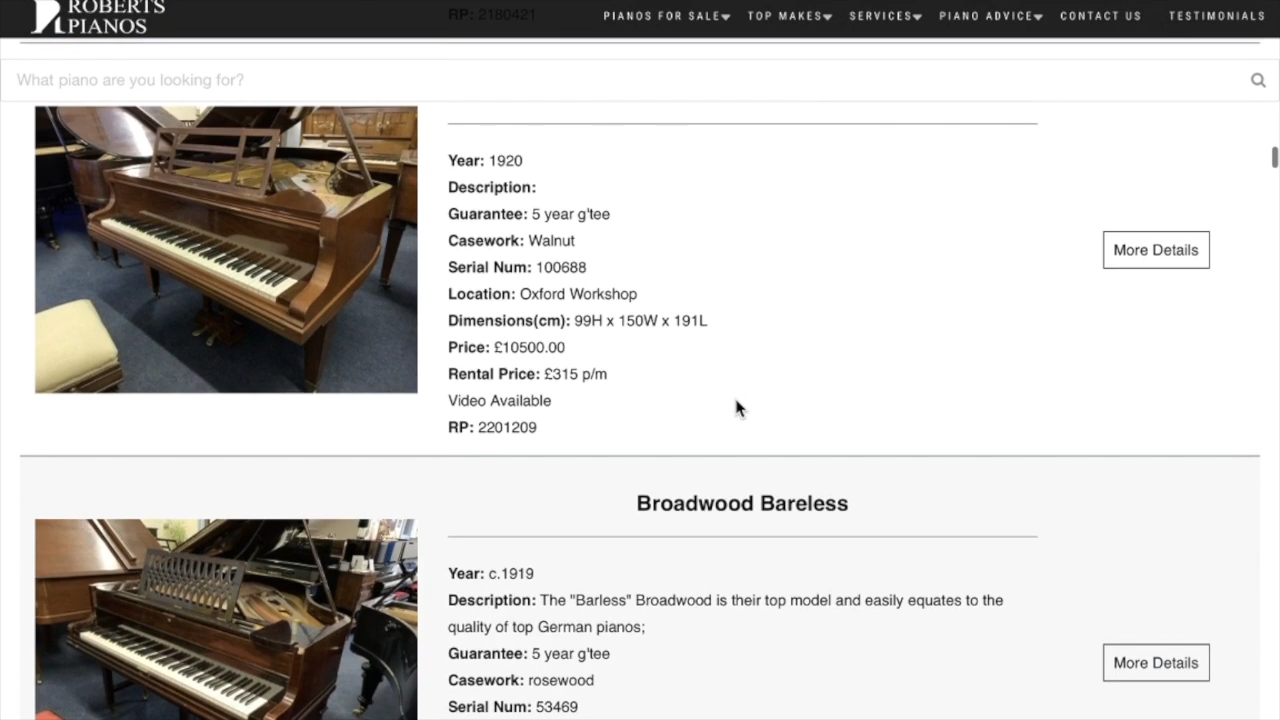 ROBERTS
PIANOS
RP: 2180421
PIANOS FOR SALE
TOP MAKES
SERVICES
PIANO ADVICE
CONTACT US
TESTIMONIALS
What piano are you looking for?
Year: 1920
Description:
Guarantee: 5 year g'tee
Casework: Walnut
Serial Num: 100688
Location: Oxford Workshop
Dimensions(cm): 99H x 150W x 191L
Price: £10500.00
Rental Price: £315 p/m
Video Available
RP: 2201209
More Details
Broadwood Bareless
Year: c.1919
Description: The "Barless" Broadwood is their top model and easily equates to the
quality of top German pianos;
Guarantee: 5 year g'tee
Casework: rosewood
Serial Num: 53469
More Details